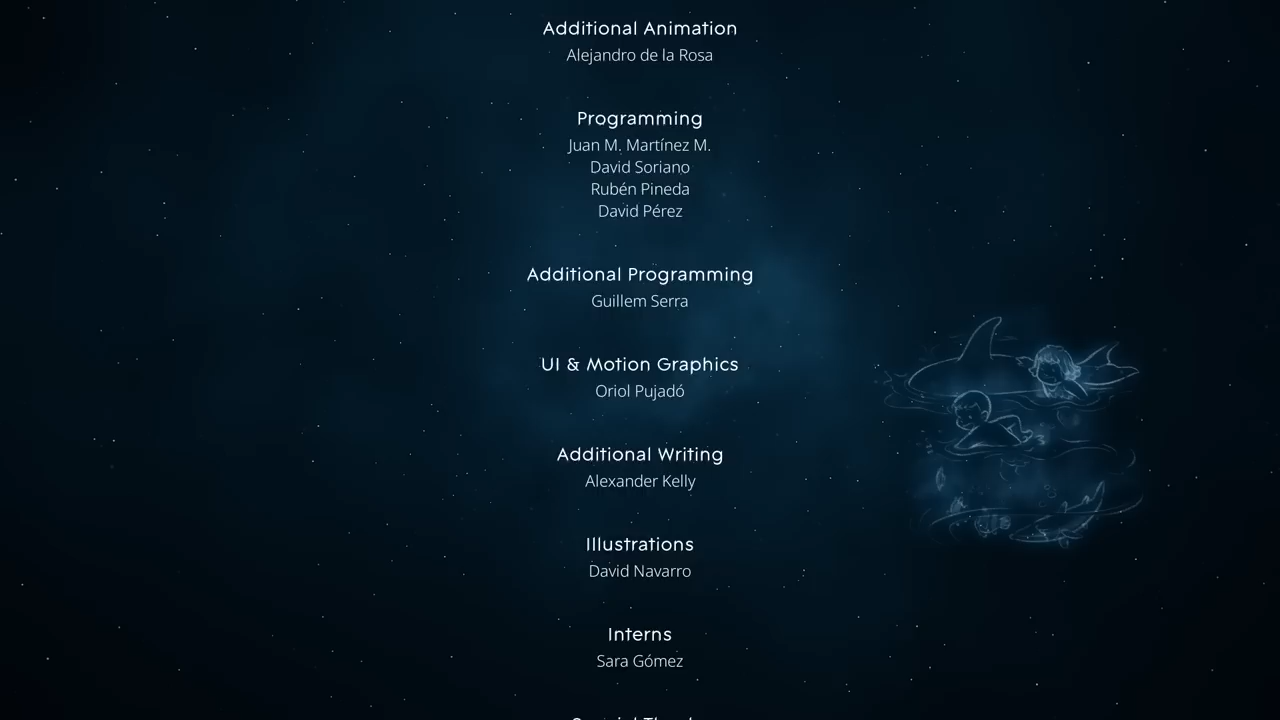 Additional Animation
Alejandro de la Rosa
Programming
Juan M. Martínez M.
David Soriano
Rubén Pineda
David Pérez
Additional Programming
Guillem Serra
UI & Motion Graphics
Oriol Pujadó
Additional Writing
Alexander Kelly
Illustrations
David Navarro
Interns
Sara Gómez